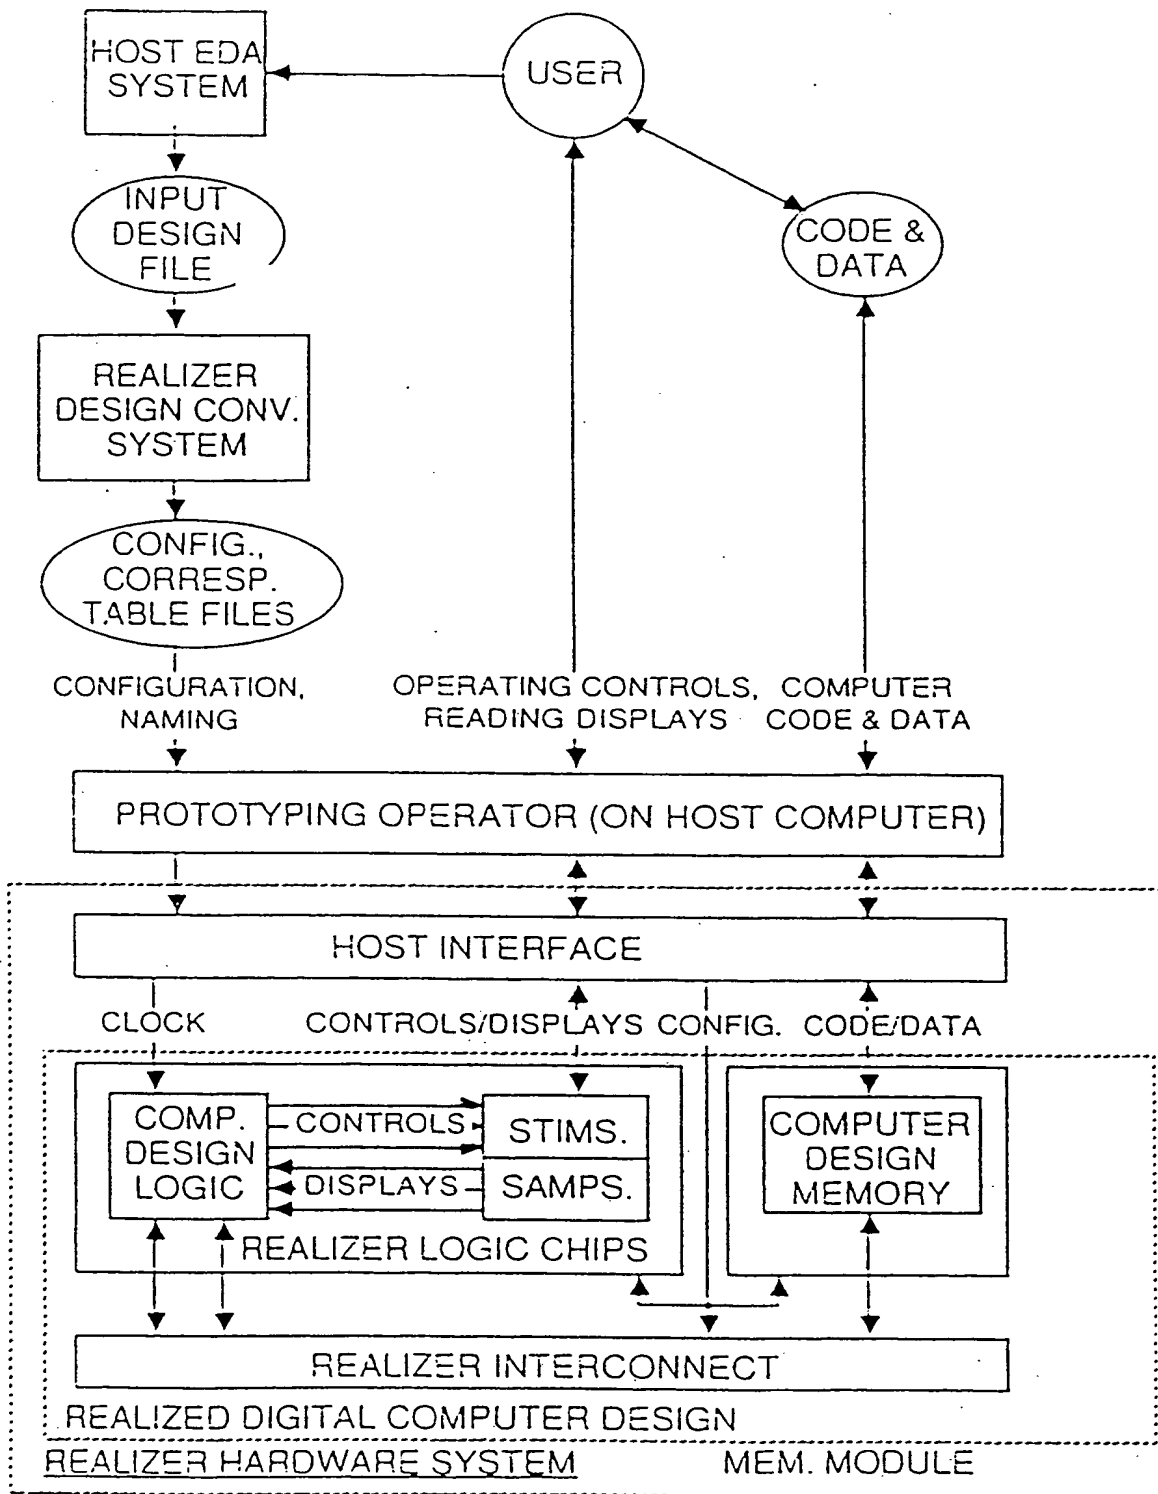 HOST EDA
SYSTEM
USER
INPUT
DESIGN
FILE
CODE &
DATA
REALIZER
DESIGN CONV.
SYSTEM
CONFIG.,
CORRESP.
TABLE FILES
CONFIGURATION,
NAMING
OPERATING CONTROLS,
READING DISPLAYS
COMPUTER
CODE & DATA
PROTOTYPING OPERATOR (ON HOST COMPUTER)
HOST INTERFACE
CLOCK
CONTROLS/DISPLAYS
CONFIG.
CODE/DATA
COMP.
DESIGN
LOGIC
CONTROLS
DISPLAYS
STIMS.
SAMPS.
REALIZER LOGIC CHIPS
COMPUTER
DESIGN
MEMORY
REALIZER INTERCONNECT
REALIZED DIGITAL COMPUTER DESIGN
REALIZER HARDWARE SYSTEM
MEM. MODULE